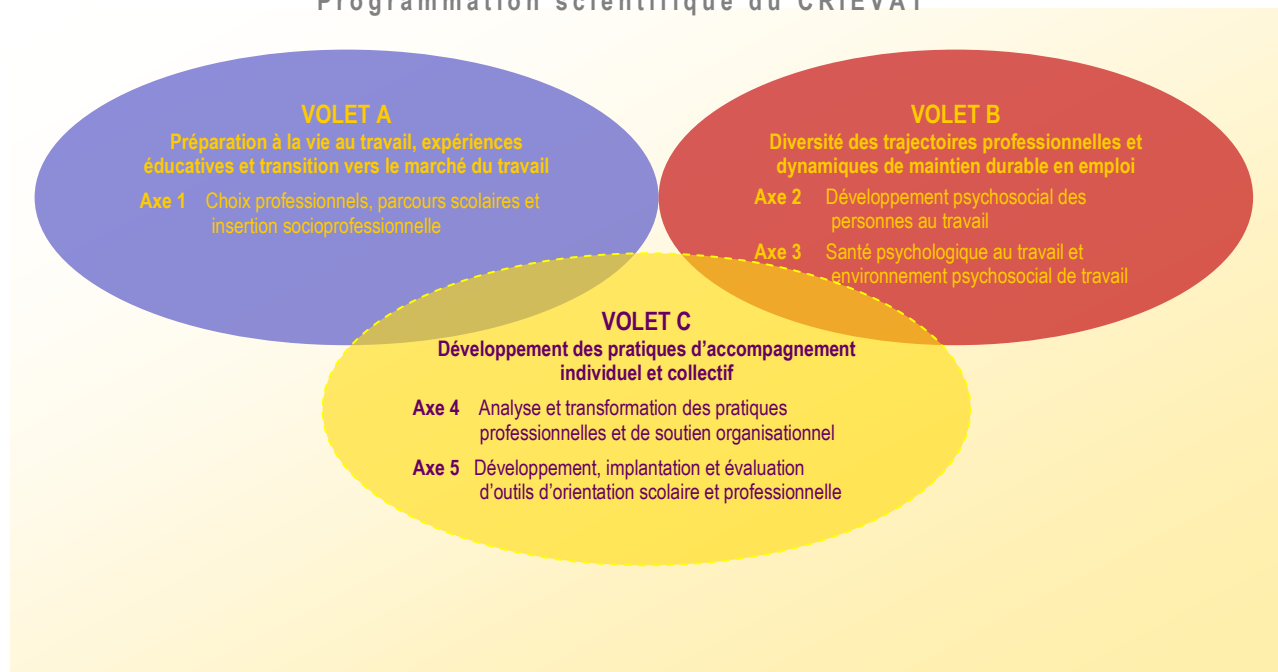 Programmation scientifique du CRIEVAT
VOLET A
Préparation à la vie au travail, expériences
éducatives et transition vers le marché du travail
Axe 1 Choix professionnels, parcours scolaires et
insertion socioprofessionnelle
VOLET B
Diversité des trajectoires professionnelles et
dynamiques de maintien durable en emploi
Axe 2 Développement psychosocial des
personnes au travail
Axe 3 Santé psychologique au travail et
environnement psychosocial de travail
VOLET C
Développement des pratiques d’accompagnement
individuel et collectif
Axe 4 Analyse et transformation des pratiques
professionnelles et de soutien organisationnel
Axe 5 Développement, implantation et évaluation
d’outils d’orientation scolaire et professionnelle